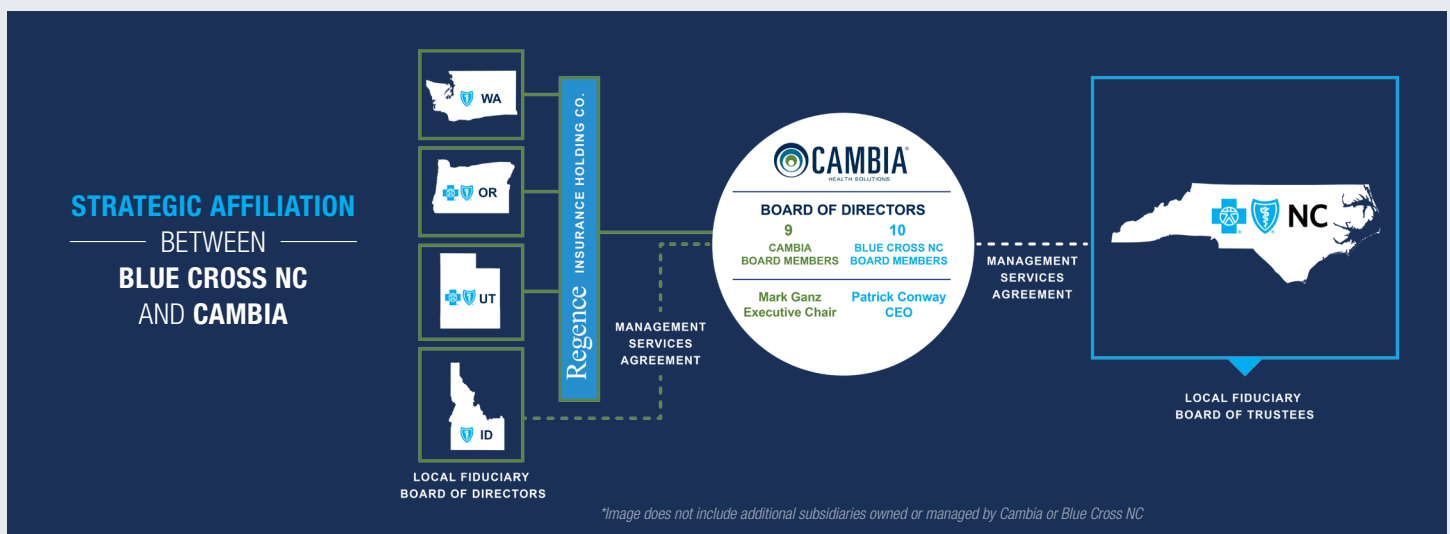 STRATEGIC AFFILIATION
BETWEEN
BLUE CROSS NC
AND CAMBIA
WA
OR
UT
ID
LOCAL FIDUCIARY
BOARD OF DIRECTORS
Regence INSURANCE HOLDING CO.
MANAGEMENT
SERVICES
AGREEMENT
CAMBIA®
HEALTH SOLUTIONS
BOARD OF DIRECTORS
9
CAMBIA
BOARD MEMBERS
10
BLUE CROSS NC
BOARD MEMBERS
Mark Ganz
Executive Chair
Patrick Conway
CEO
MANAGEMENT
SERVICES
AGREEMENT
NC
LOCAL FIDUCIARY
BOARD OF TRUSTEES
*Image does not include additional subsidiaries owned or managed by Cambia or Blue Cross NC